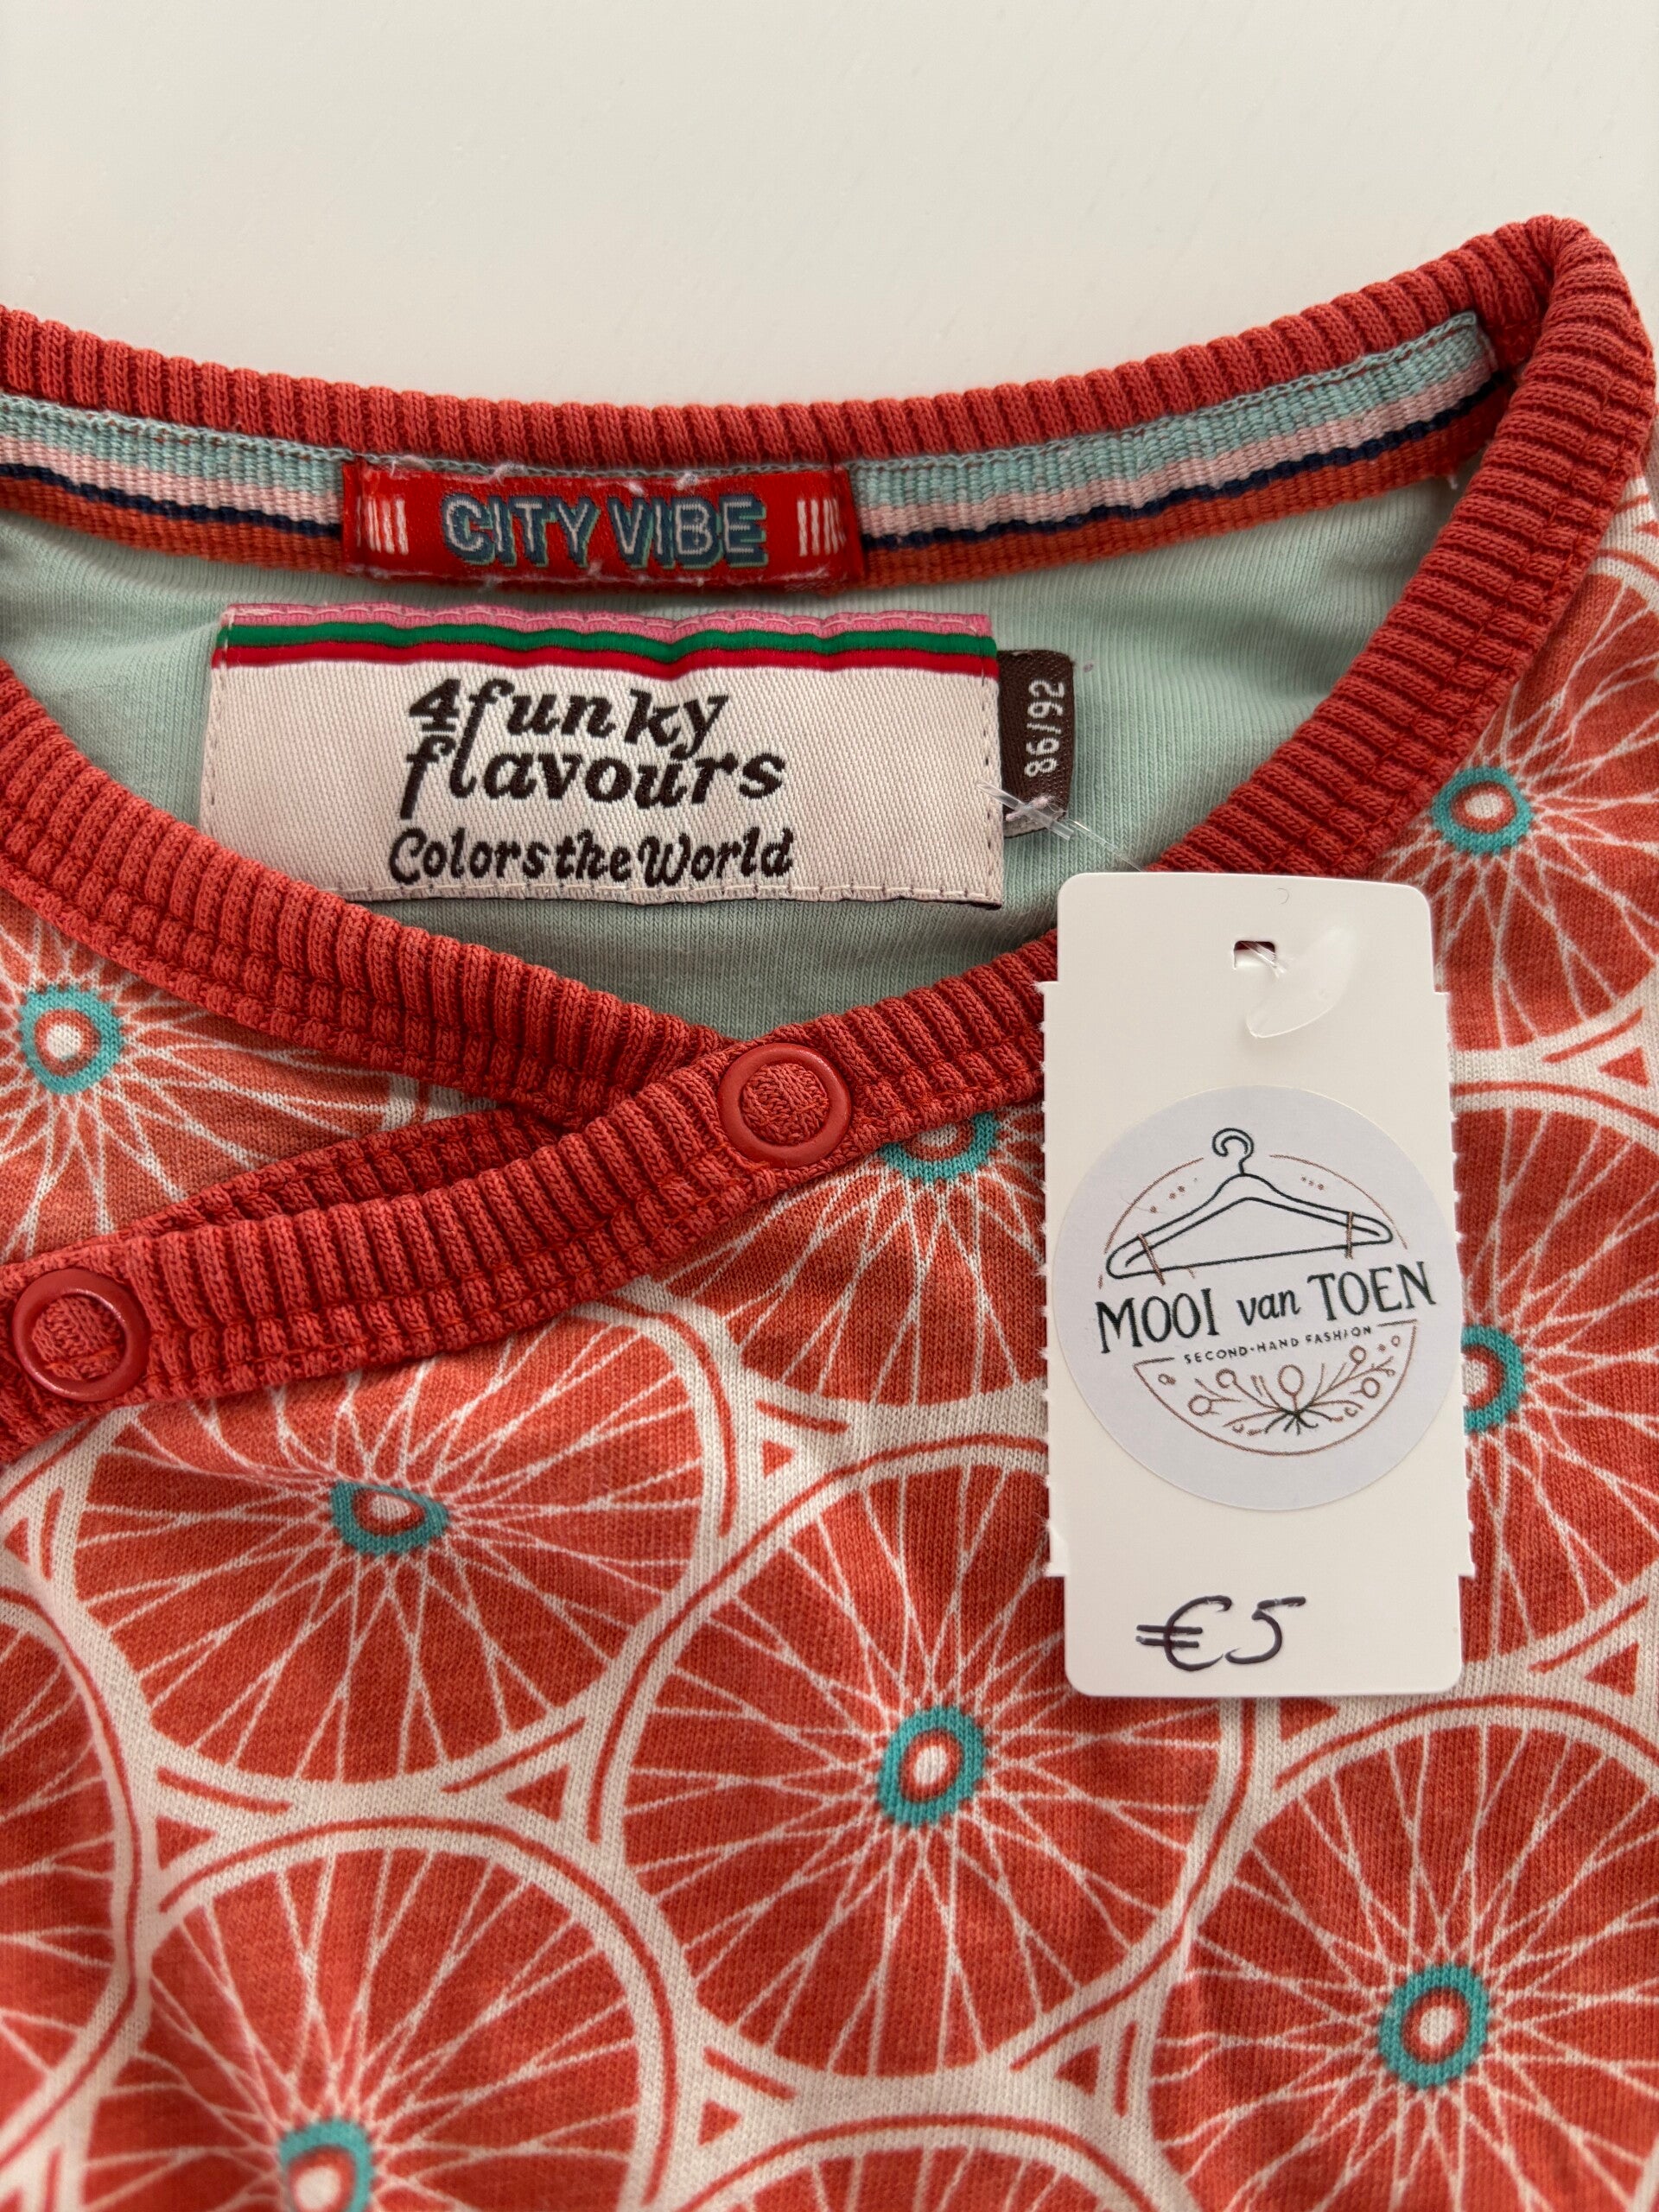 CITY VIBE
4funky
flavours
Colors the World
86/92
MOOI van TOEN
SECOND-HAND FASHION
€5